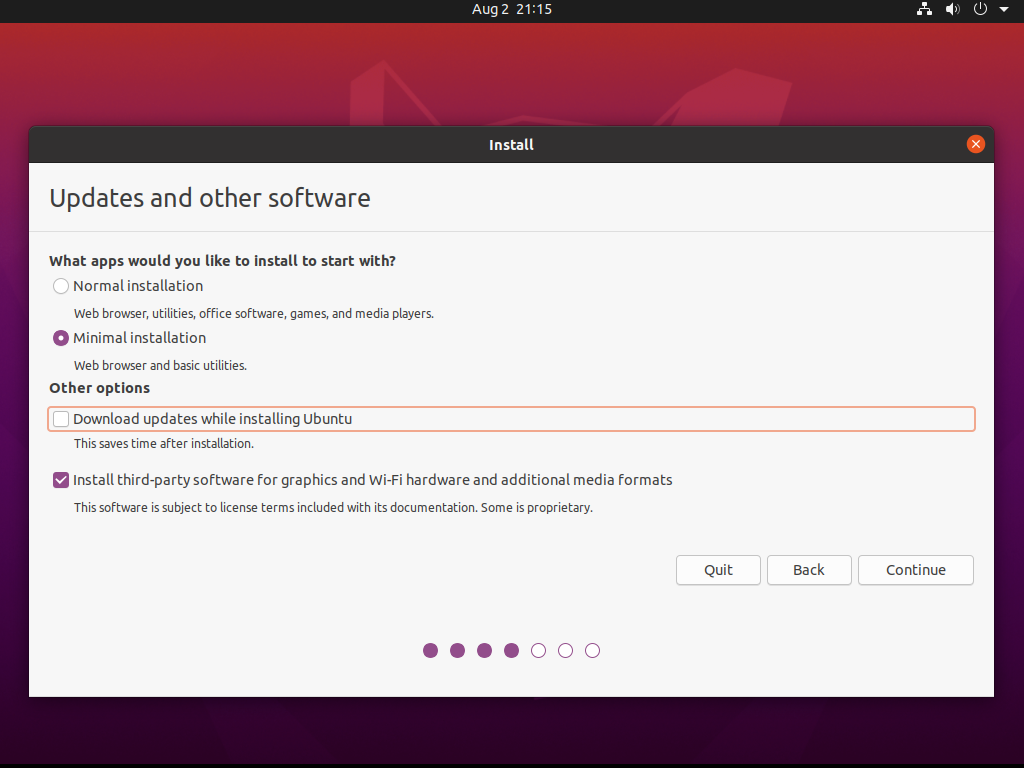 Aug 2 21:15
Install
Updates and other software
What apps would you like to install to start with?
Normal installation
Web browser, utilities, office software, games, and media players.
Minimal installation
Web browser and basic utilities.
Other options
Download updates while installing Ubuntu
This saves time after installation.
Install third-party software for graphics and Wi-Fi hardware and additional media formats
This software is subject to license terms included with its documentation. Some is proprietary.
Quit Back Continue